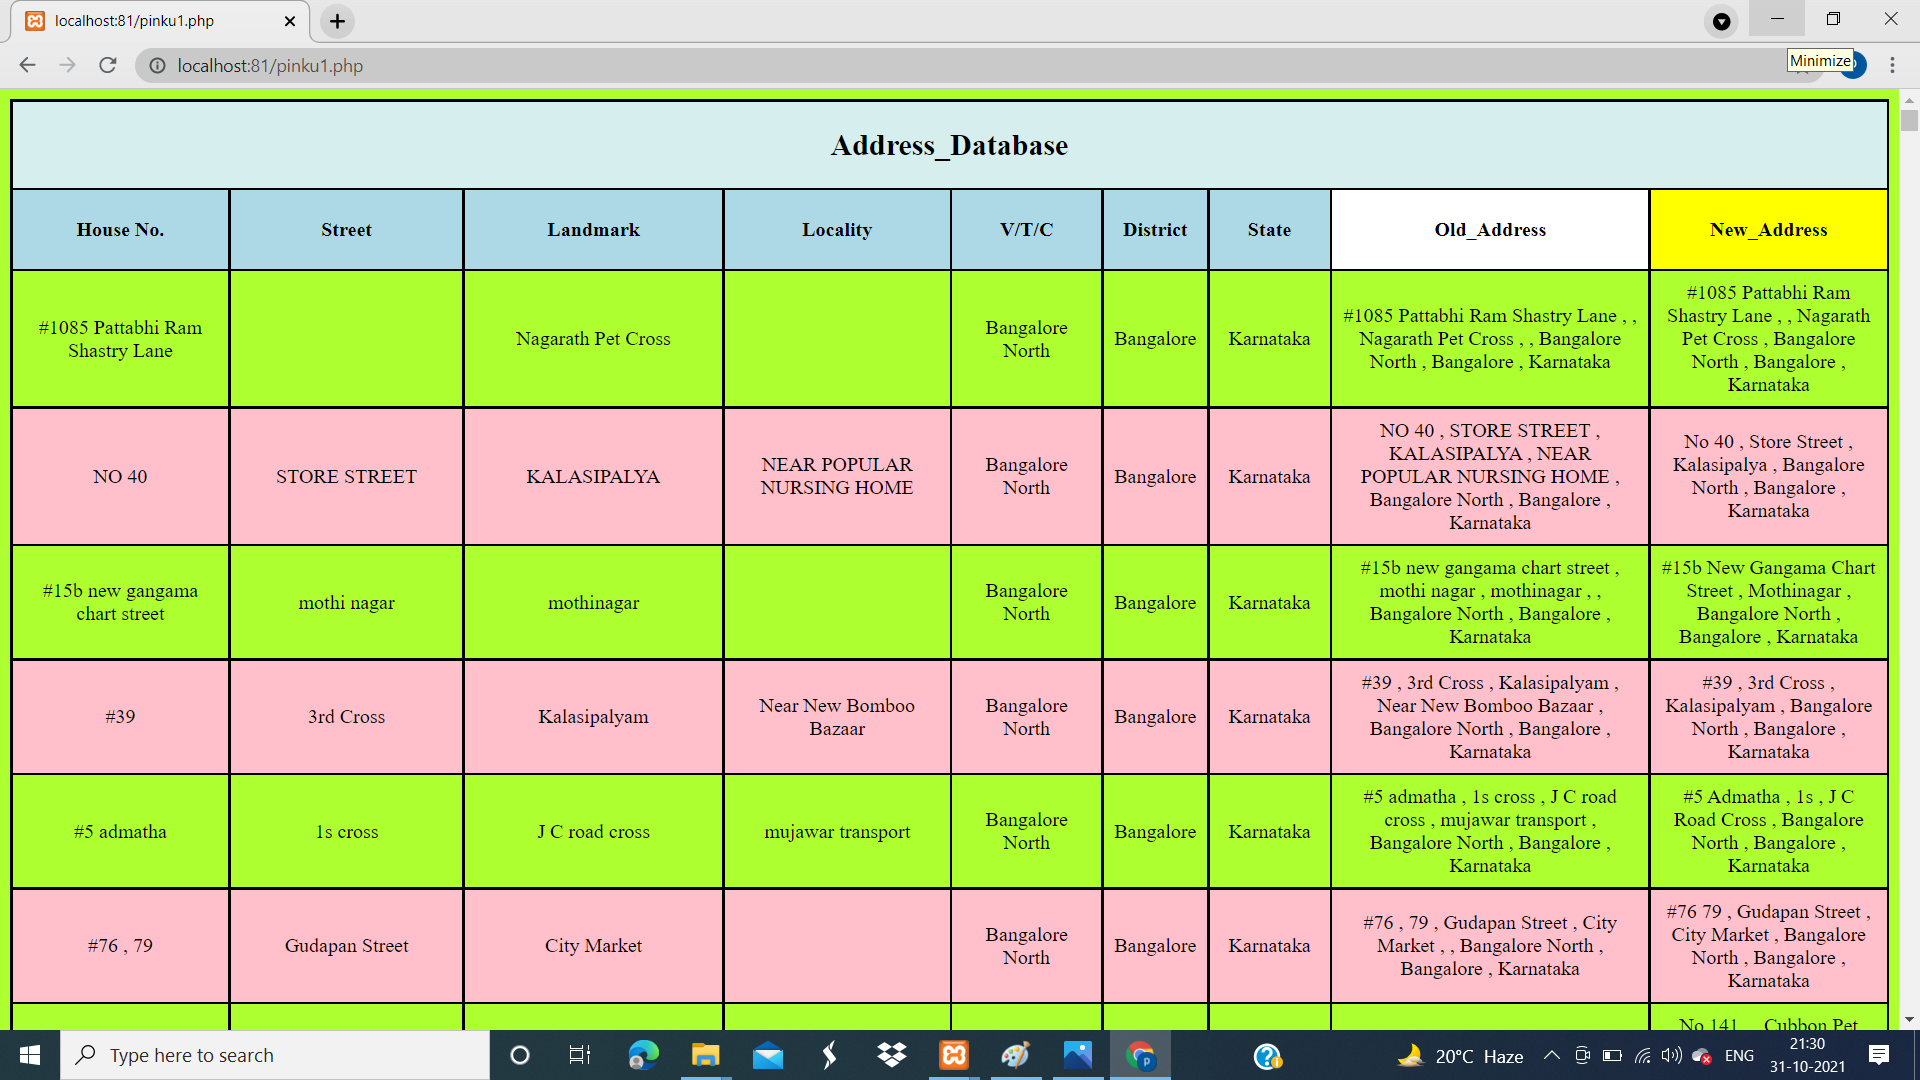 localhost:81/pinku1.php
localhost:81/pinku1.php
Minimize
Address_Database
House No. Street Landmark Locality V/T/C District State Old_Address New_Address
#1085 Pattabhi Ram
Shastry Lane
Nagarath Pet Cross
Bangalore
North
Bangalore
Karnataka
#1085 Pattabhi Ram Shastry Lane , ,
Nagarath Pet Cross , , Bangalore
North , Bangalore , Karnataka
#1085 Pattabhi Ram
Shastry Lane , , Nagarath
Pet Cross , Bangalore
North , Bangalore ,
Karnataka
NO 40
STORE STREET
KALASIPALYA
NEAR POPULAR
NURSING HOME
Bangalore
North
Bangalore
Karnataka
NO 40 , STORE STREET ,
KALASIPALYA , NEAR
POPULAR NURSING HOME ,
Bangalore North , Bangalore ,
Karnataka
No 40 , Store Street ,
Kalasipalya , Bangalore
North , Bangalore ,
Karnataka
#15b new gangama
chart street
mothi nagar
mothinagar
Bangalore
North
Bangalore
Karnataka
#15b new gangama chart street ,
mothi nagar , mothinagar , ,
Bangalore North , Bangalore ,
Karnataka
#15b New Gangama Chart
Street , Mothinagar ,
Bangalore North ,
Bangalore , Karnataka
#39
3rd Cross
Kalasipalyam
Near New Bomboo
Bazaar
Bangalore
North
Bangalore
Karnataka
#39 , 3rd Cross , Kalasipalyam ,
Near New Bomboo Bazaar ,
Bangalore North , Bangalore ,
Karnataka
#39 , 3rd Cross ,
Kalasipalyam , Bangalore
North , Bangalore ,
Karnataka
#5 admatha
1s cross
J C road cross
mujawar transport
Bangalore
North
Bangalore
Karnataka
#5 admatha , 1s cross , J C road
cross , mujawar transport ,
Bangalore North , Bangalore ,
Karnataka
#5 Admatha , 1s , J C
Road Cross , Bangalore
North , Bangalore ,
Karnataka
#76 , 79
Gudapan Street
City Market
Bangalore
North
Bangalore
Karnataka
#76 , 79 , Gudapan Street , City
Market , , Bangalore North ,
Bangalore , Karnataka
#76 79 , Gudapan Street ,
City Market , Bangalore
North , Bangalore ,
Karnataka
No 141 Cubbon Pet
Type here to search
20°C Haze
ENG
21:30
31-10-2021